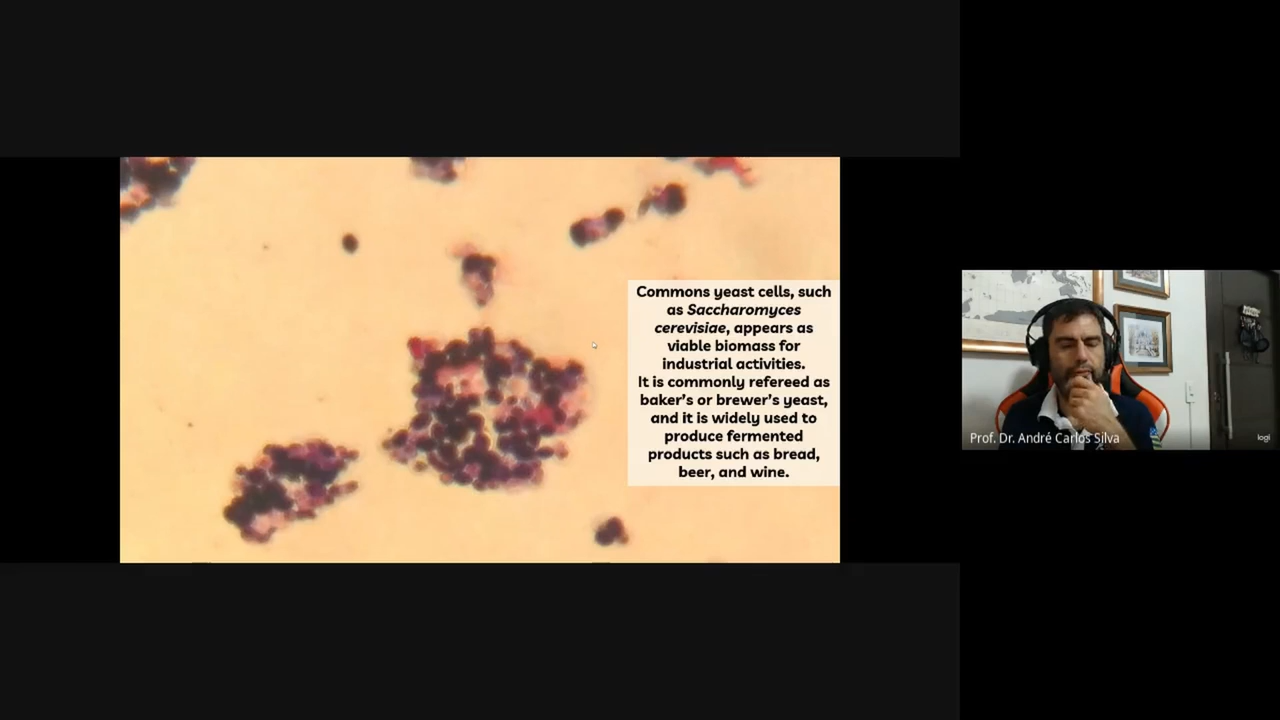 Commons yeast cells, such
as Saccharomyces
cerevisiae, appears as
viable biomass for
industrial activities.
It is commonly refereed as
baker's or brewer's yeast,
and it is widely used to
produce fermented
products such as bread,
beer, and wine.
Prof. Dr. André Carlos Silva
logi